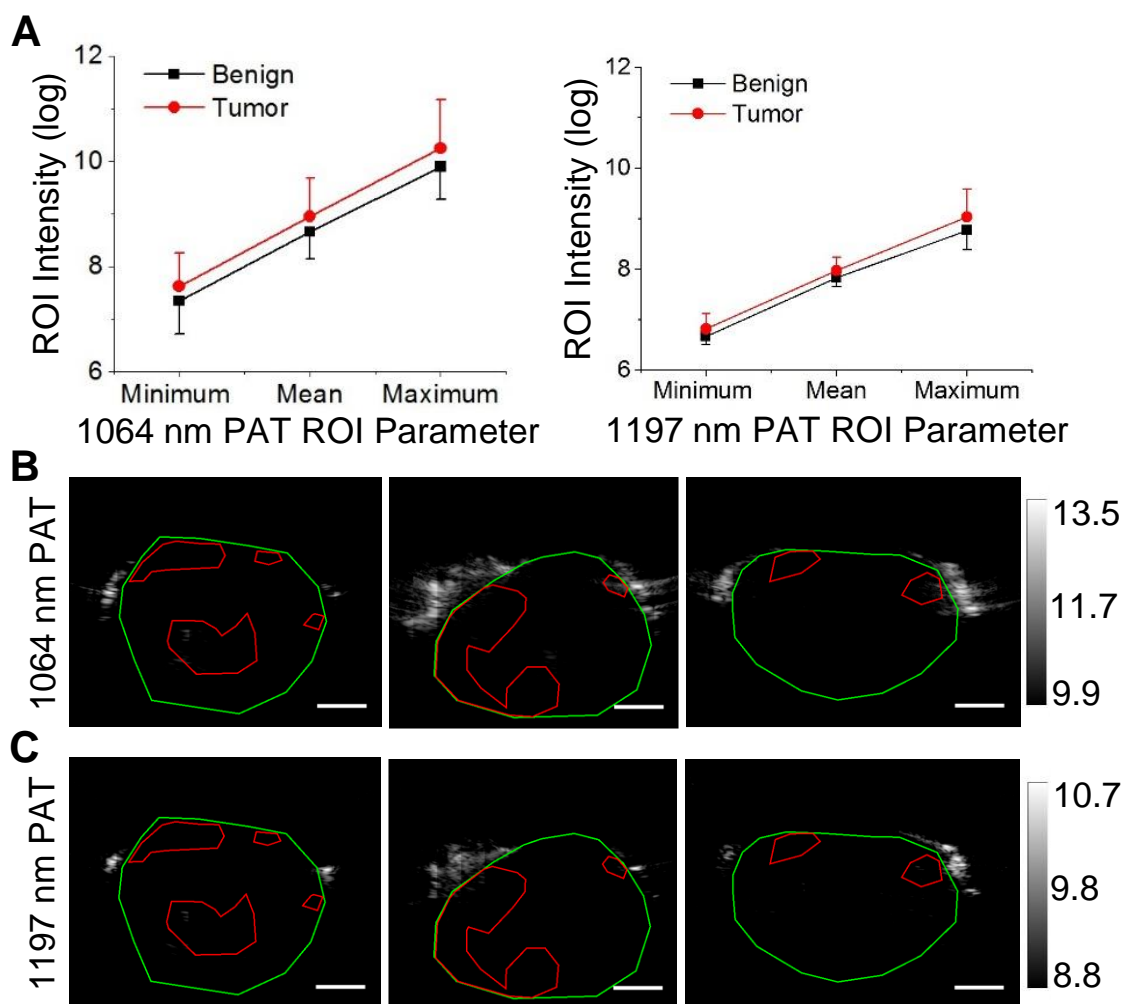 A
12
10
8
6
ROI Intensity (log)
Benign
Tumor
Minimum Mean Maximum
1064 nm PAT ROI Parameter
12
10
8
6
ROI Intensity (log)
Benign
Tumor
Minimum Mean Maximum
1197 nm PAT ROI Parameter
B
1064 nm PAT
13.5
11.7
9.9
C
1197 nm PAT
10.7
9.8
8.8